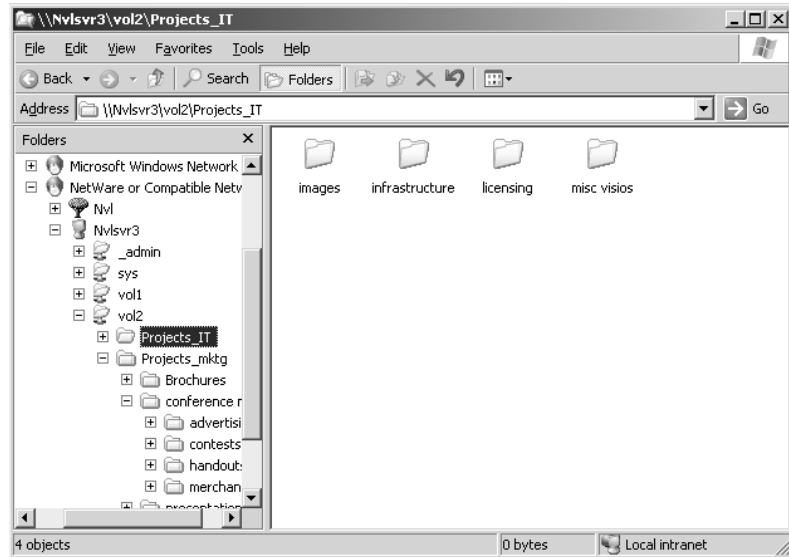 \\Nvlsvr3\vol2\Projects_IT
File Edit View Favorites Tools Help
Back Search Folders
Address \\Nvlsvr3\vol2\Projects_IT Go
Folders
Microsoft Windows Network
NetWare or Compatible Netw
Nvl
Nvlsvr3
_admin
sys
vol1
vol2
Projects_IT
Projects_mktg
Brochures
conference r
advertisi
contests
handout
merchan
images infrastructure licensing misc visios
4 objects 0 bytes Local intranet